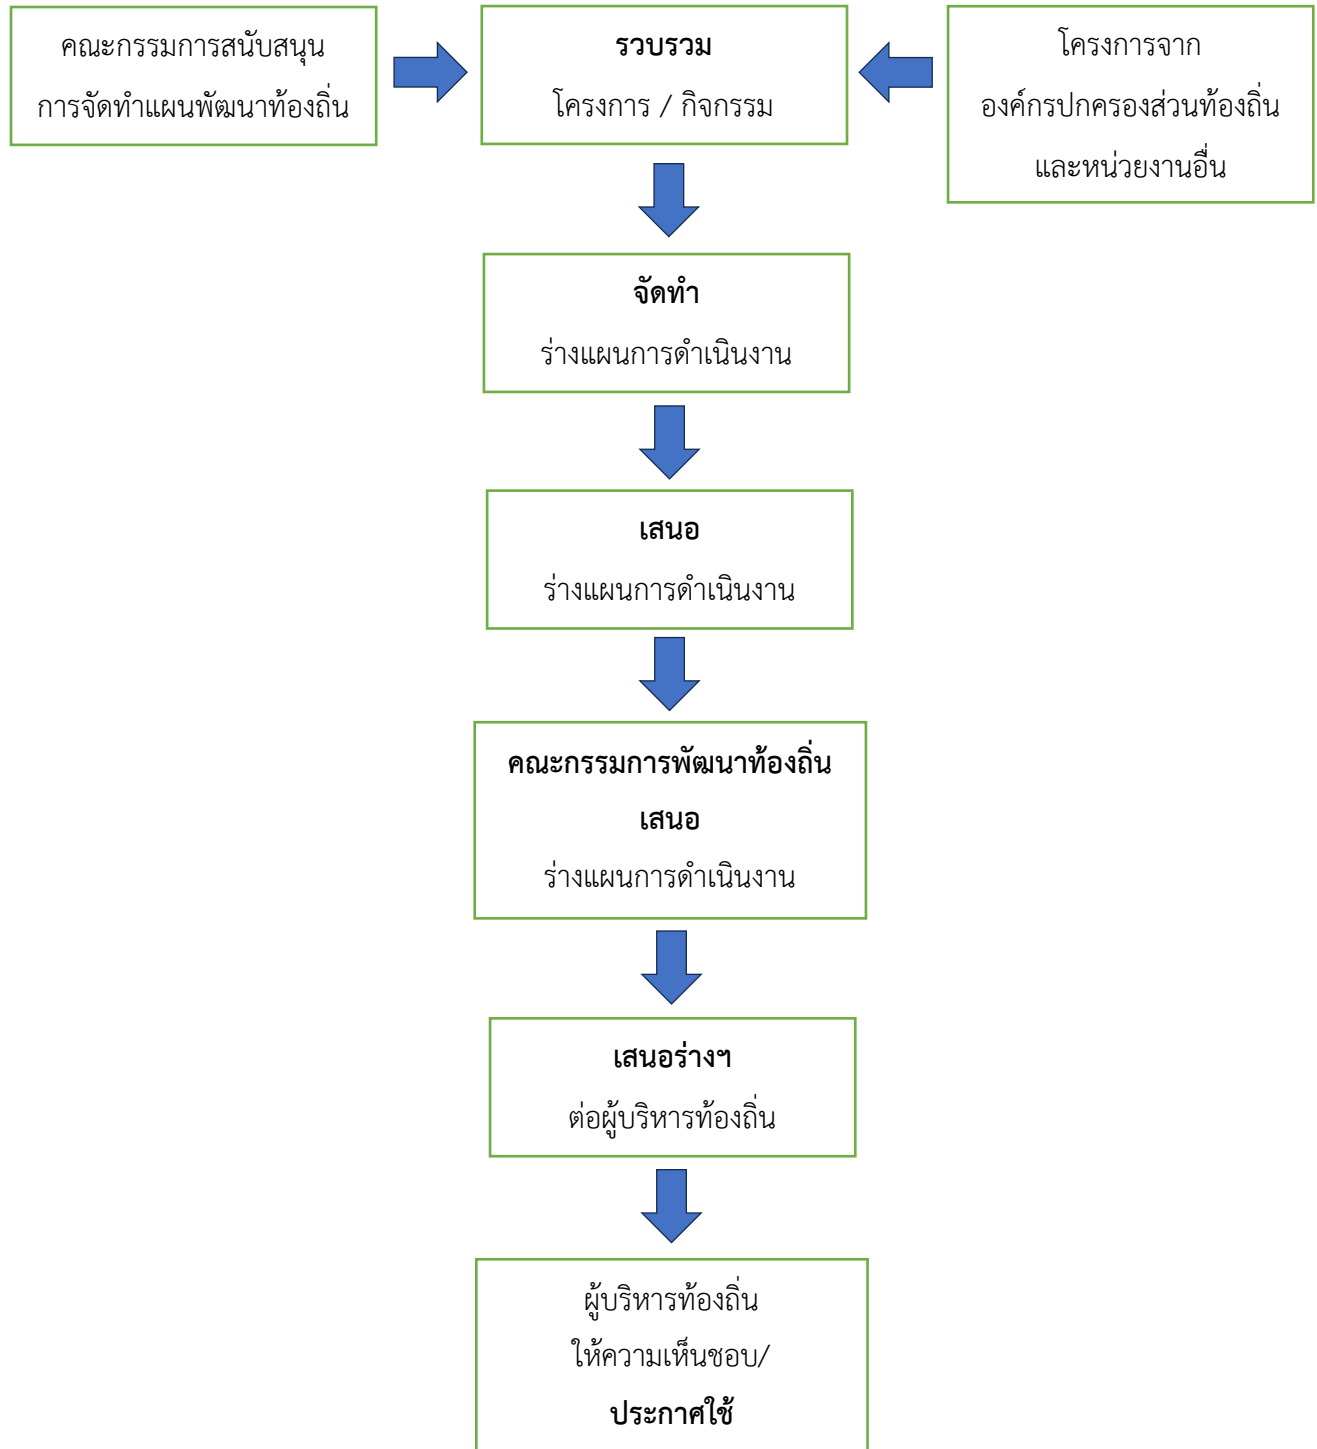 คณะกรรมการสนับสนุน
การจัดทำแผนพัฒนาท้องถิ่น
รวบรวม
โครงการ / กิจกรรม
โครงการจาก
องค์กรปกครองส่วนท้องถิ่น
และหน่วยงานอื่น
จัดทำ
ร่างแผนการดำเนินงาน
เสนอ
ร่างแผนการดำเนินงาน
คณะกรรมการพัฒนาท้องถิ่น
เสนอ
ร่างแผนการดำเนินงาน
เสนอร่างฯ
ต่อผู้บริหารท้องถิ่น
ผู้บริหารท้องถิ่น
ให้ความเห็นชอบ/
ประกาศใช้